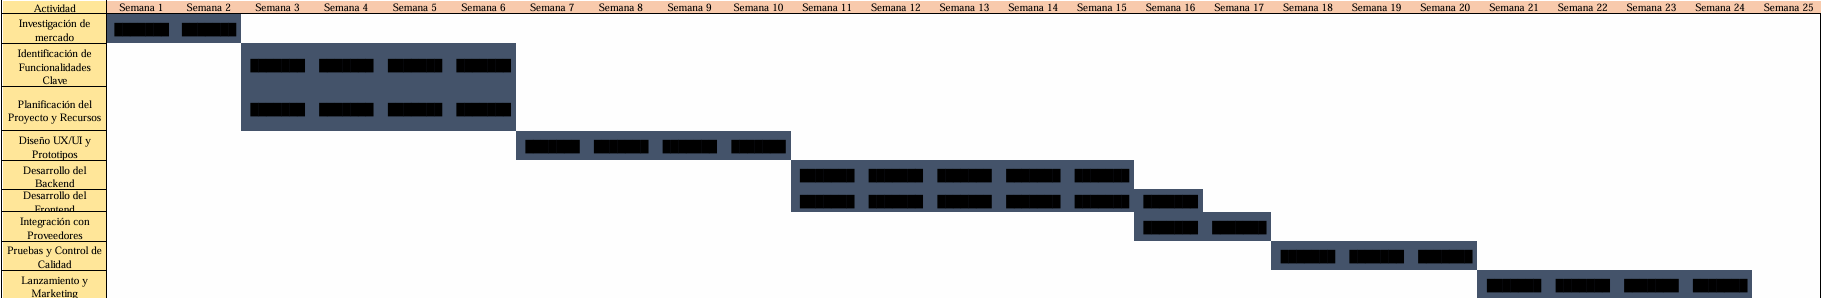 Actividad Semana 1 Semana 2 Semana 3 Semana 4 Semana 5 Semana 6 Semana 7 Semana 8 Semana 9 Semana 10 Semana 11 Semana 12 Semana 13 Semana 14 Semana 15 Semana 16 Semana 17 Semana 18 Semana 19 Semana 20 Semana 21 Semana 22 Semana 23 Semana 24 Semana 25
Investigación de
mercado
Identificación de
Funcionalidades
Clave
Planificación del
Proyecto y Recursos
Diseño UX/UI y
Prototipos
Desarrollo del
Backend
Desarrollo del
Frontend
Integración con
Proveedores
Pruebas y Control de
Calidad
Lanzamiento y
Marketing